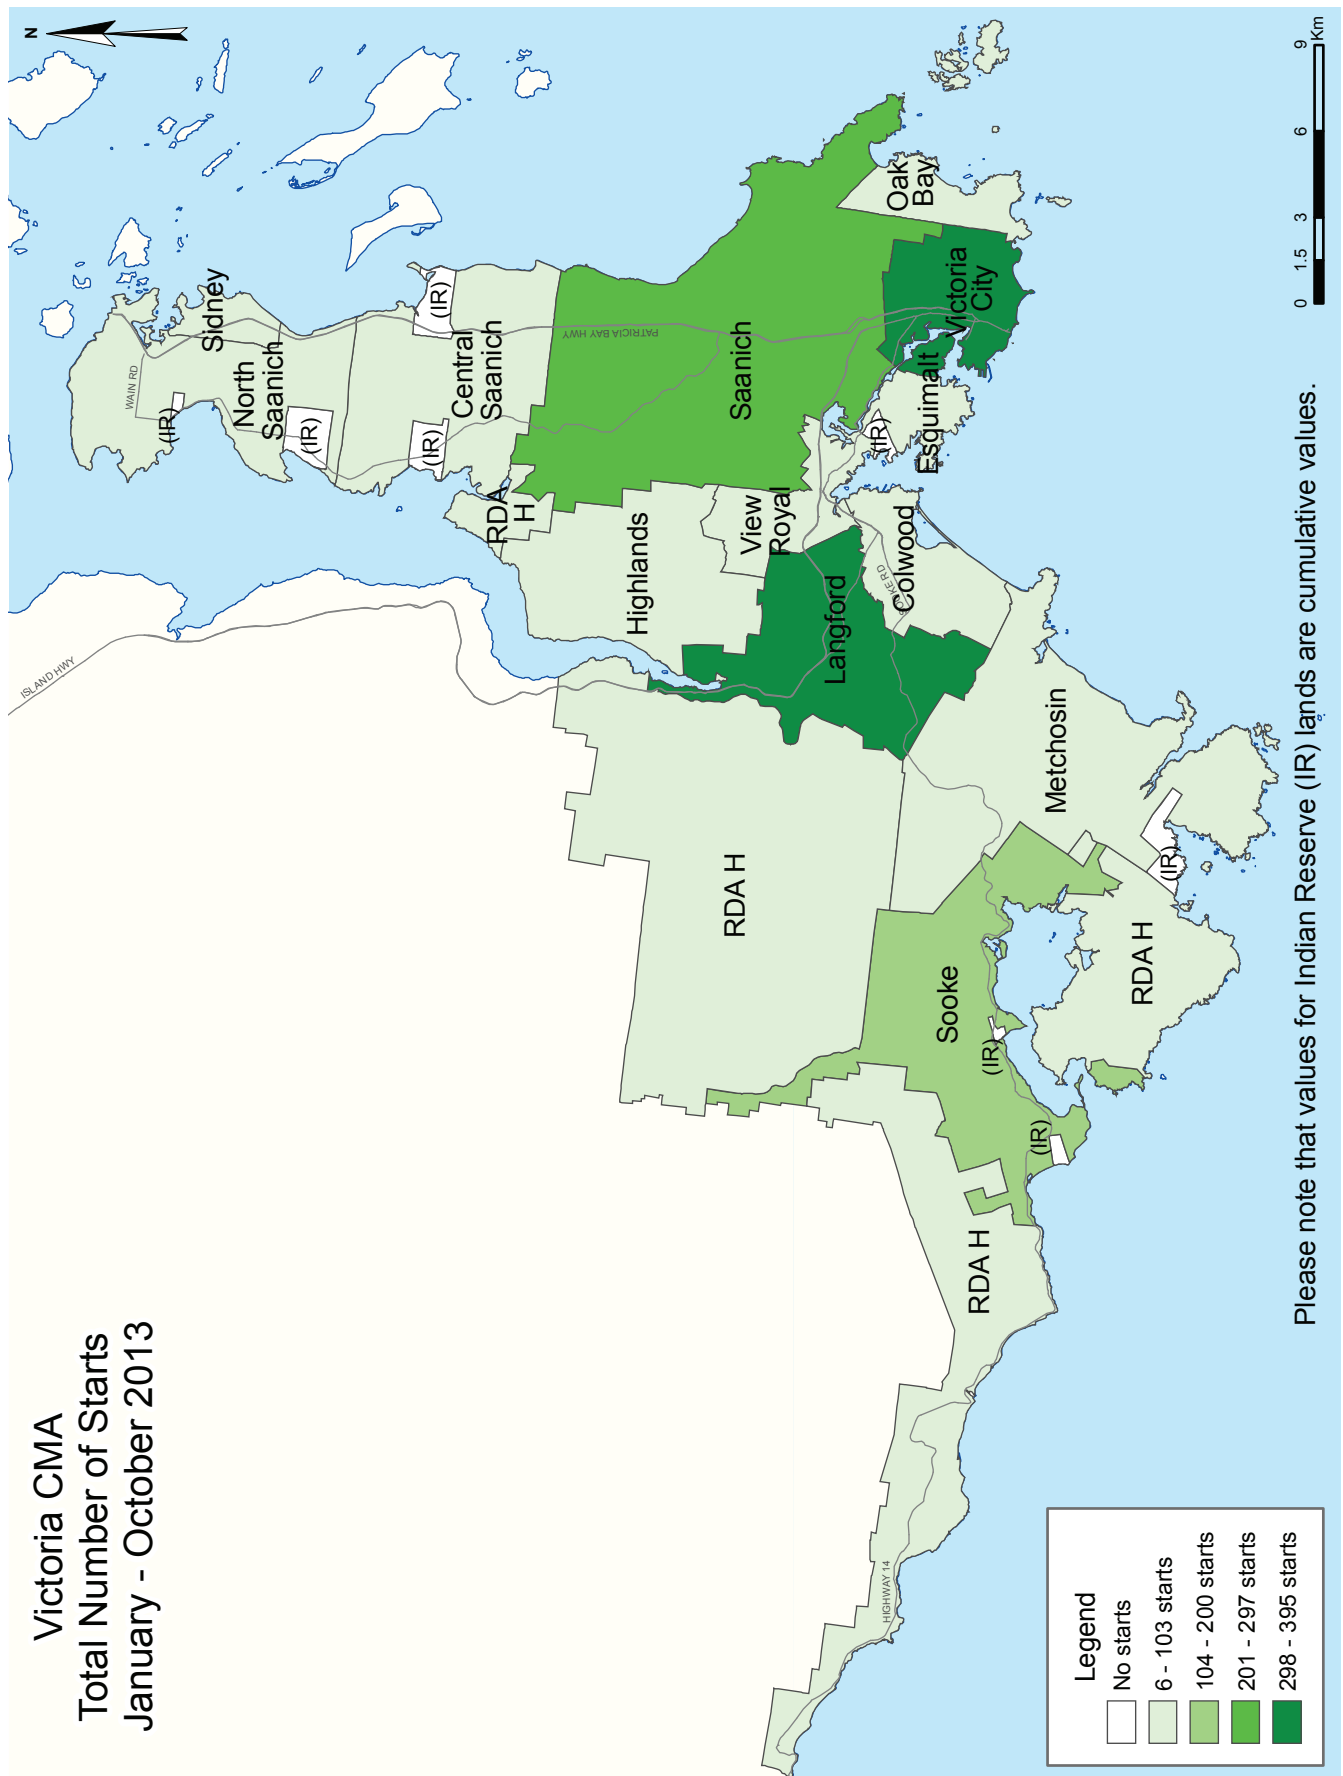 Victoria CMA
Total Number of Starts
January - October 2013
N
ISLAND HWY
WAIN RD
Sidney
North
Saanich
(IR)
(IR)
(IR)
(IR)
Central
Saanich
PATRICIA BAY HWY
RDA
H
Saanich
Highlands
View
Royal
Oak
Bay
Victoria
City
Esquimalt
(IR)
Langford
Colwood
SOOKE RD
Metchosin
(IR)
RDA H
Sooke
(IR)
(IR)
RDA H
RDA H
HIGHWAY 14
Legend
No starts
6 - 103 starts
104 - 200 starts
201 - 297 starts
298 - 395 starts
0 1.5 3 6 9
Km
Please note that values for Indian Reserve (IR) lands are cumulative values.